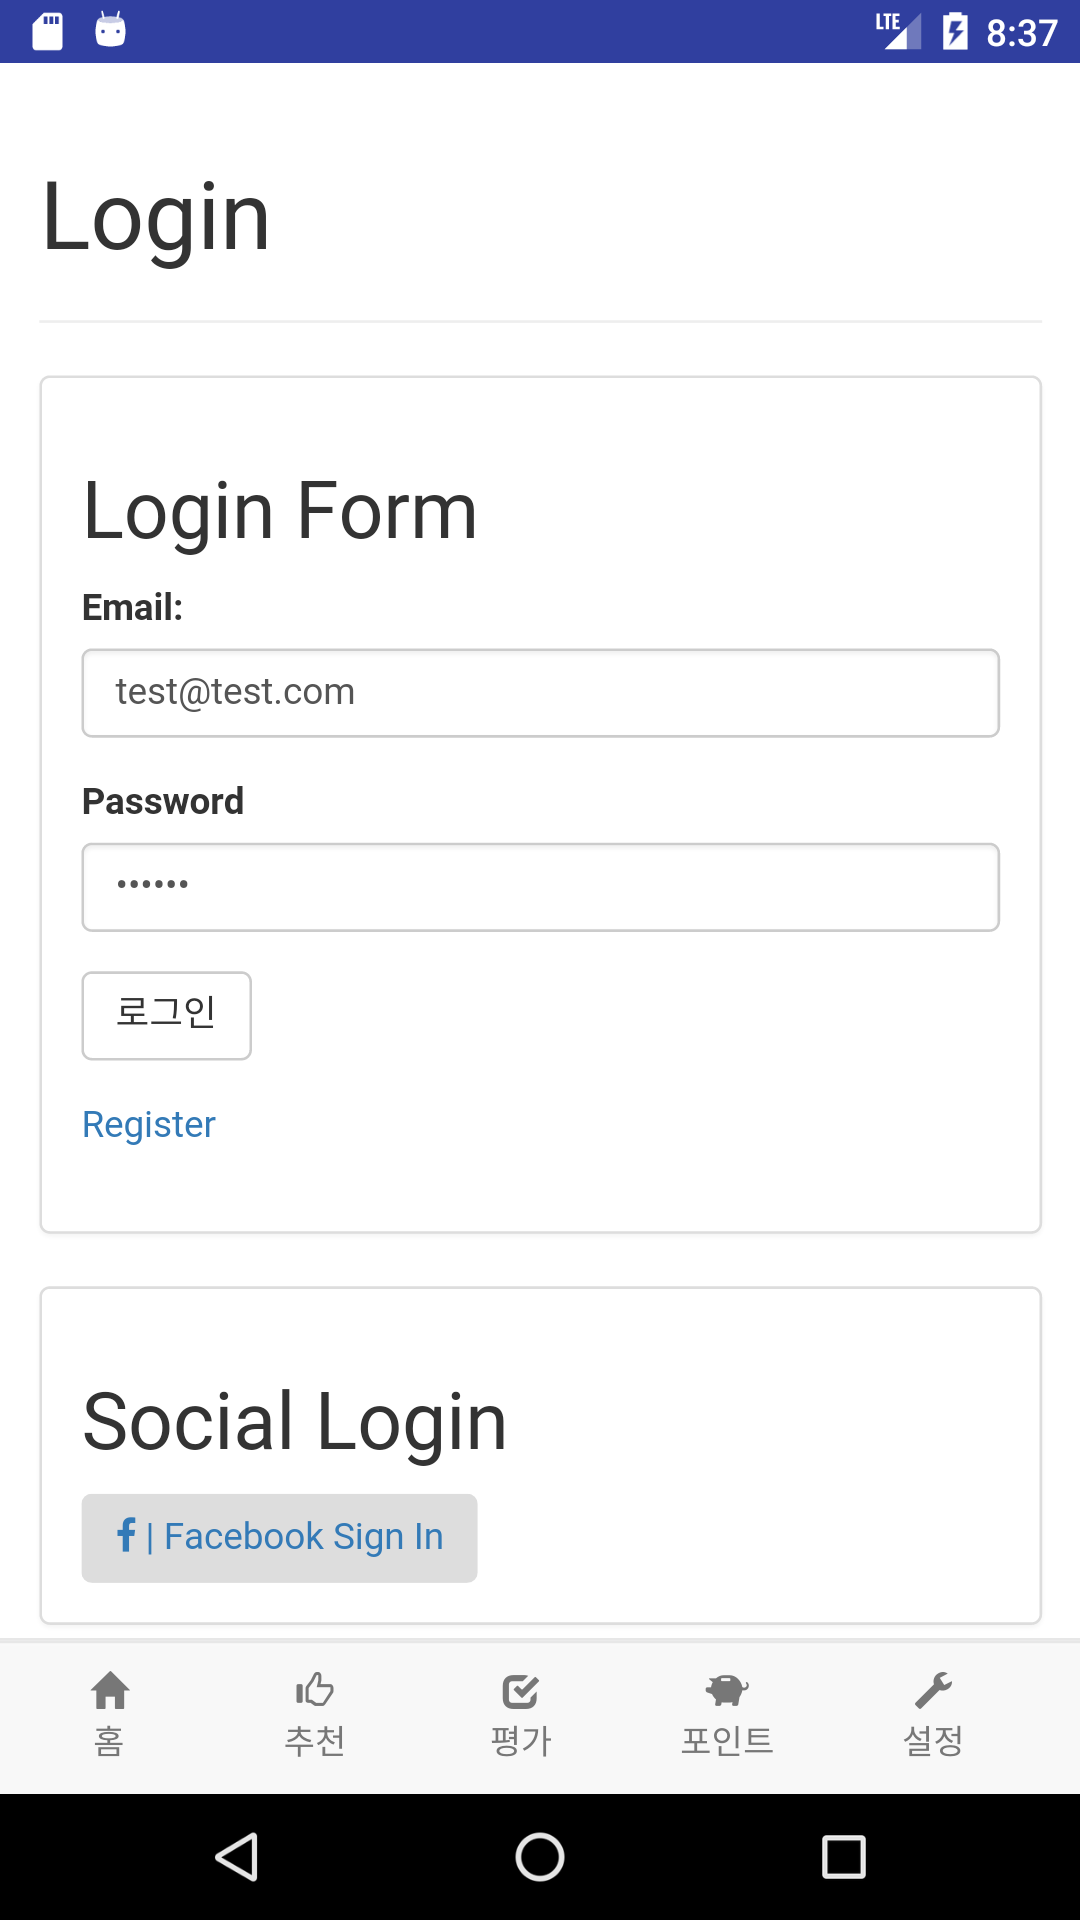 LTE 8:37
Login
Login Form
Email:
test@test.com
Password
••••••
로그인
Register
Social Login
f | Facebook Sign In
홈 추천 평가 포인트 설정